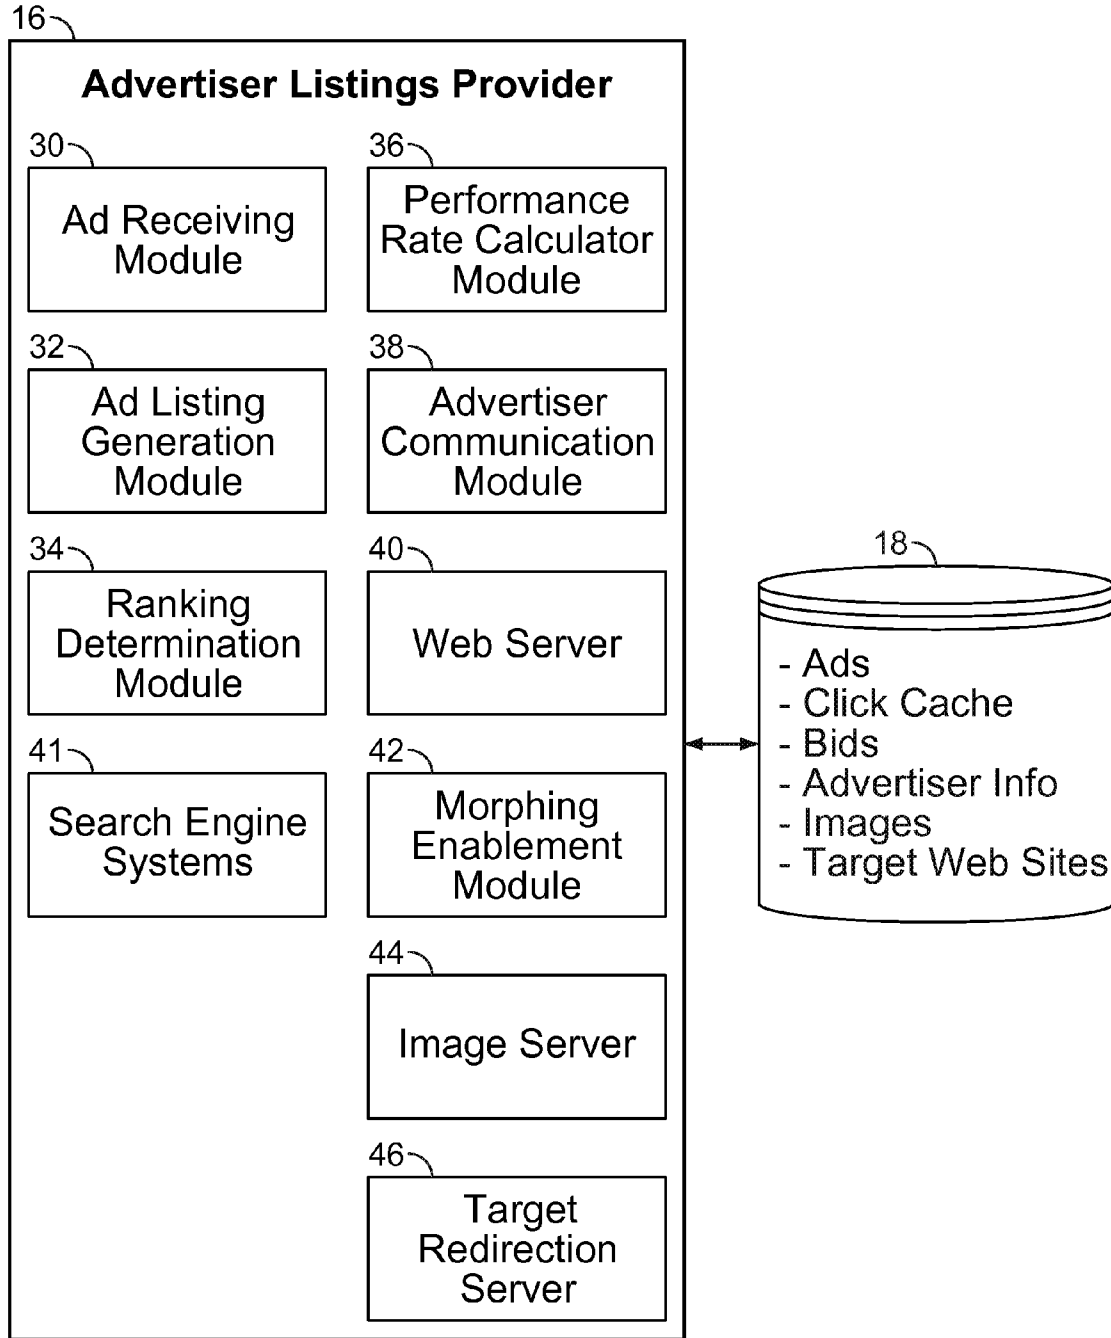 16
Advertiser Listings Provider
30
Ad Receiving
Module
36
Performance
Rate Calculator
Module
32
Ad Listing
Generation
Module
38
Advertiser
Communication
Module
34
Ranking
Determination
Module
40
Web Server
41
Search Engine
Systems
42
Morphing
Enablement
Module
44
Image Server
46
Target
Redirection
Server
18
- Ads
- Click Cache
- Bids
- Advertiser Info
- Images
- Target Web Sites